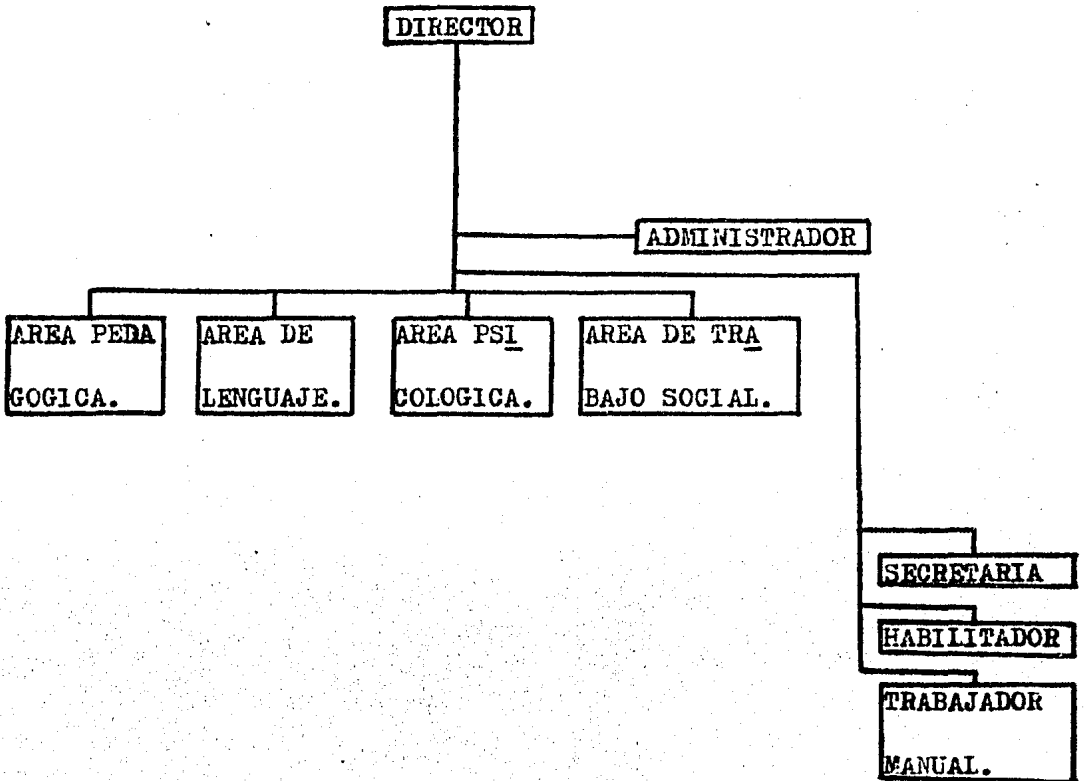 DIRECTOR
ADMINISTRADOR
AREA PEDA
GOGICA.
AREA DE
LENGUAJE.
AREA PSI
COLOGICA.
AREA DE TRA
BAJO SOCIAL.
SECRETARIA
HABILITADOR
TRABAJADOR
MANUAL.